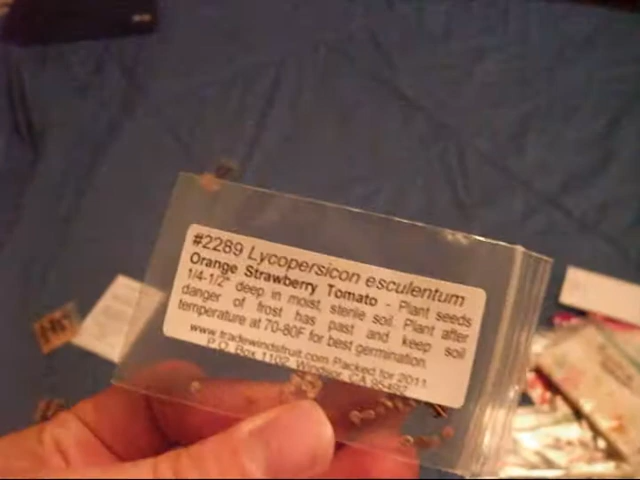 #2289 Lycopersicon esculentum
Orange Strawberry Tomato - Plant seeds
1/4-1/2" deep in moist, sterile soil. Plant after
danger of frost has past and keep soil
temperature at 70-80F for best germination.
www.tradewindsfruit.com Packed for 2011
P.O. Box 1102, Windsor, CA 95492